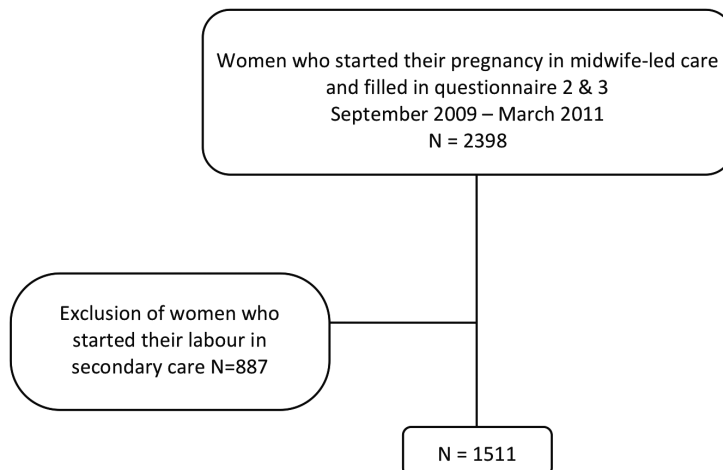 Women who started their pregnancy in midwife-led care
and filled in questionnaire 2 & 3
September 2009 – March 2011
N = 2398
Exclusion of women who
started their labour in
secondary care N=887
N = 1511